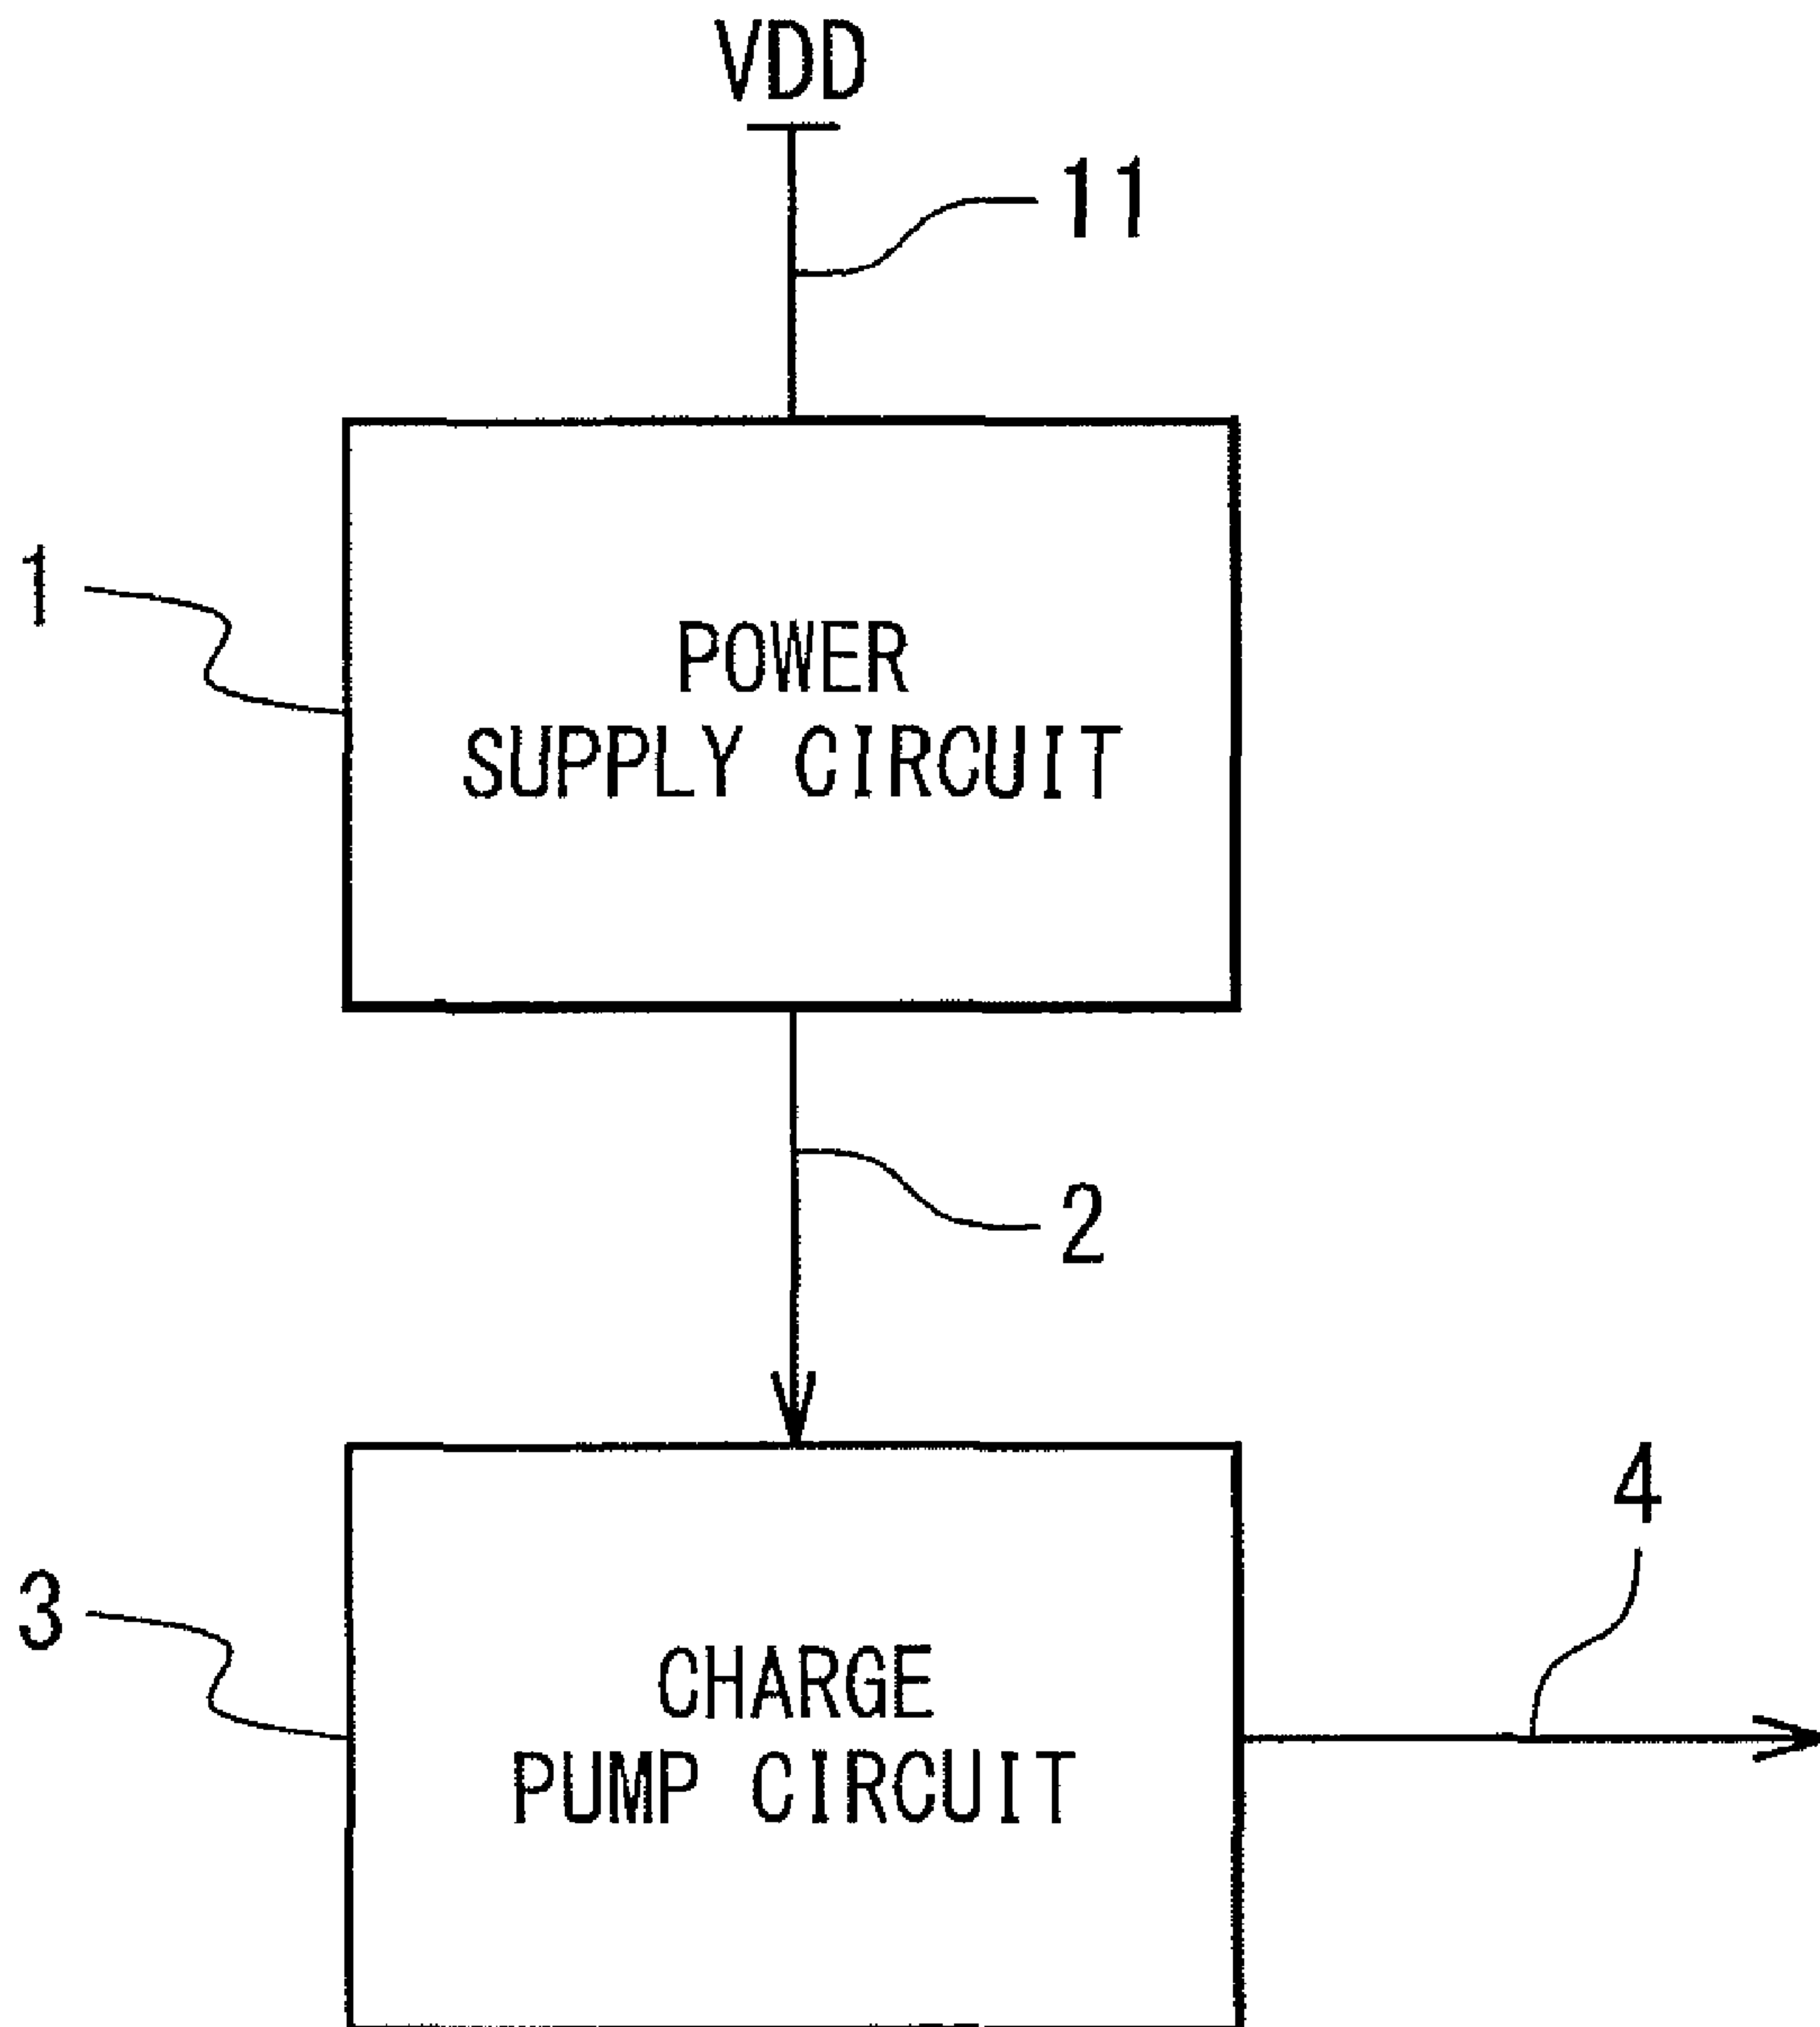 VDD
11
1
POWER
SUPPLY CIRCUIT
2
4
3
CHARGE
PUMP CIRCUIT